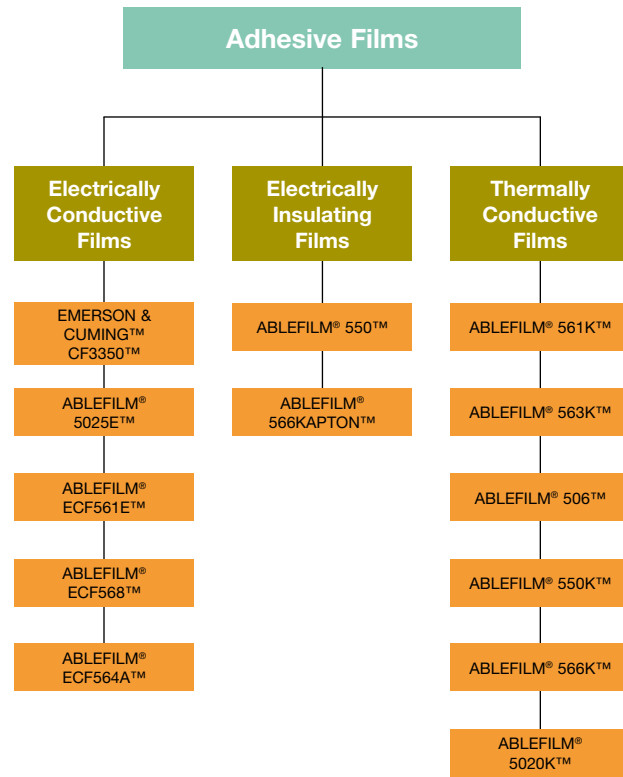 Adhesive Films
Electrically
Conductive
Films
EMERSON &
CUMING™
CF3350™
ABLEFILM®
5025E™
ABLEFILM®
ECF561E™
ABLEFILM®
ECF568™
ABLEFILM®
ECF564A™
Electrically
Insulating
Films
ABLEFILM® 550™
ABLEFILM®
566KAPTON™
Thermally
Conductive
Films
ABLEFILM® 561K™
ABLEFILM® 563K™
ABLEFILM® 506™
ABLEFILM® 550K™
ABLEFILM® 566K™
ABLEFILM®
5020K™